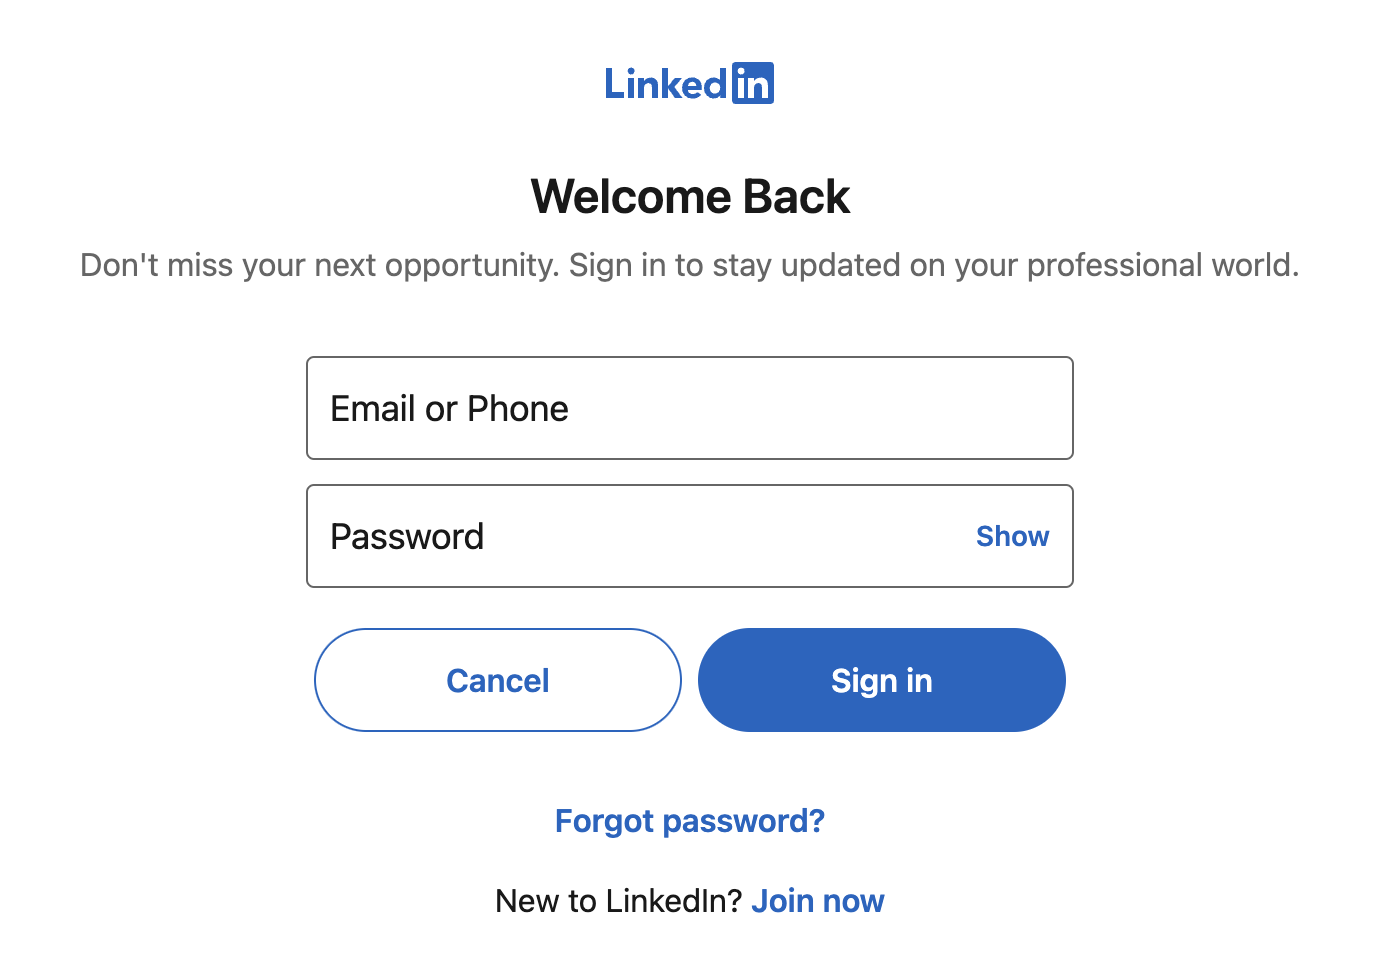 LinkedIn
Welcome Back
Don't miss your next opportunity. Sign in to stay updated on your professional world.
Email or Phone
Password Show
Cancel Sign in
Forgot password?
New to LinkedIn? Join now